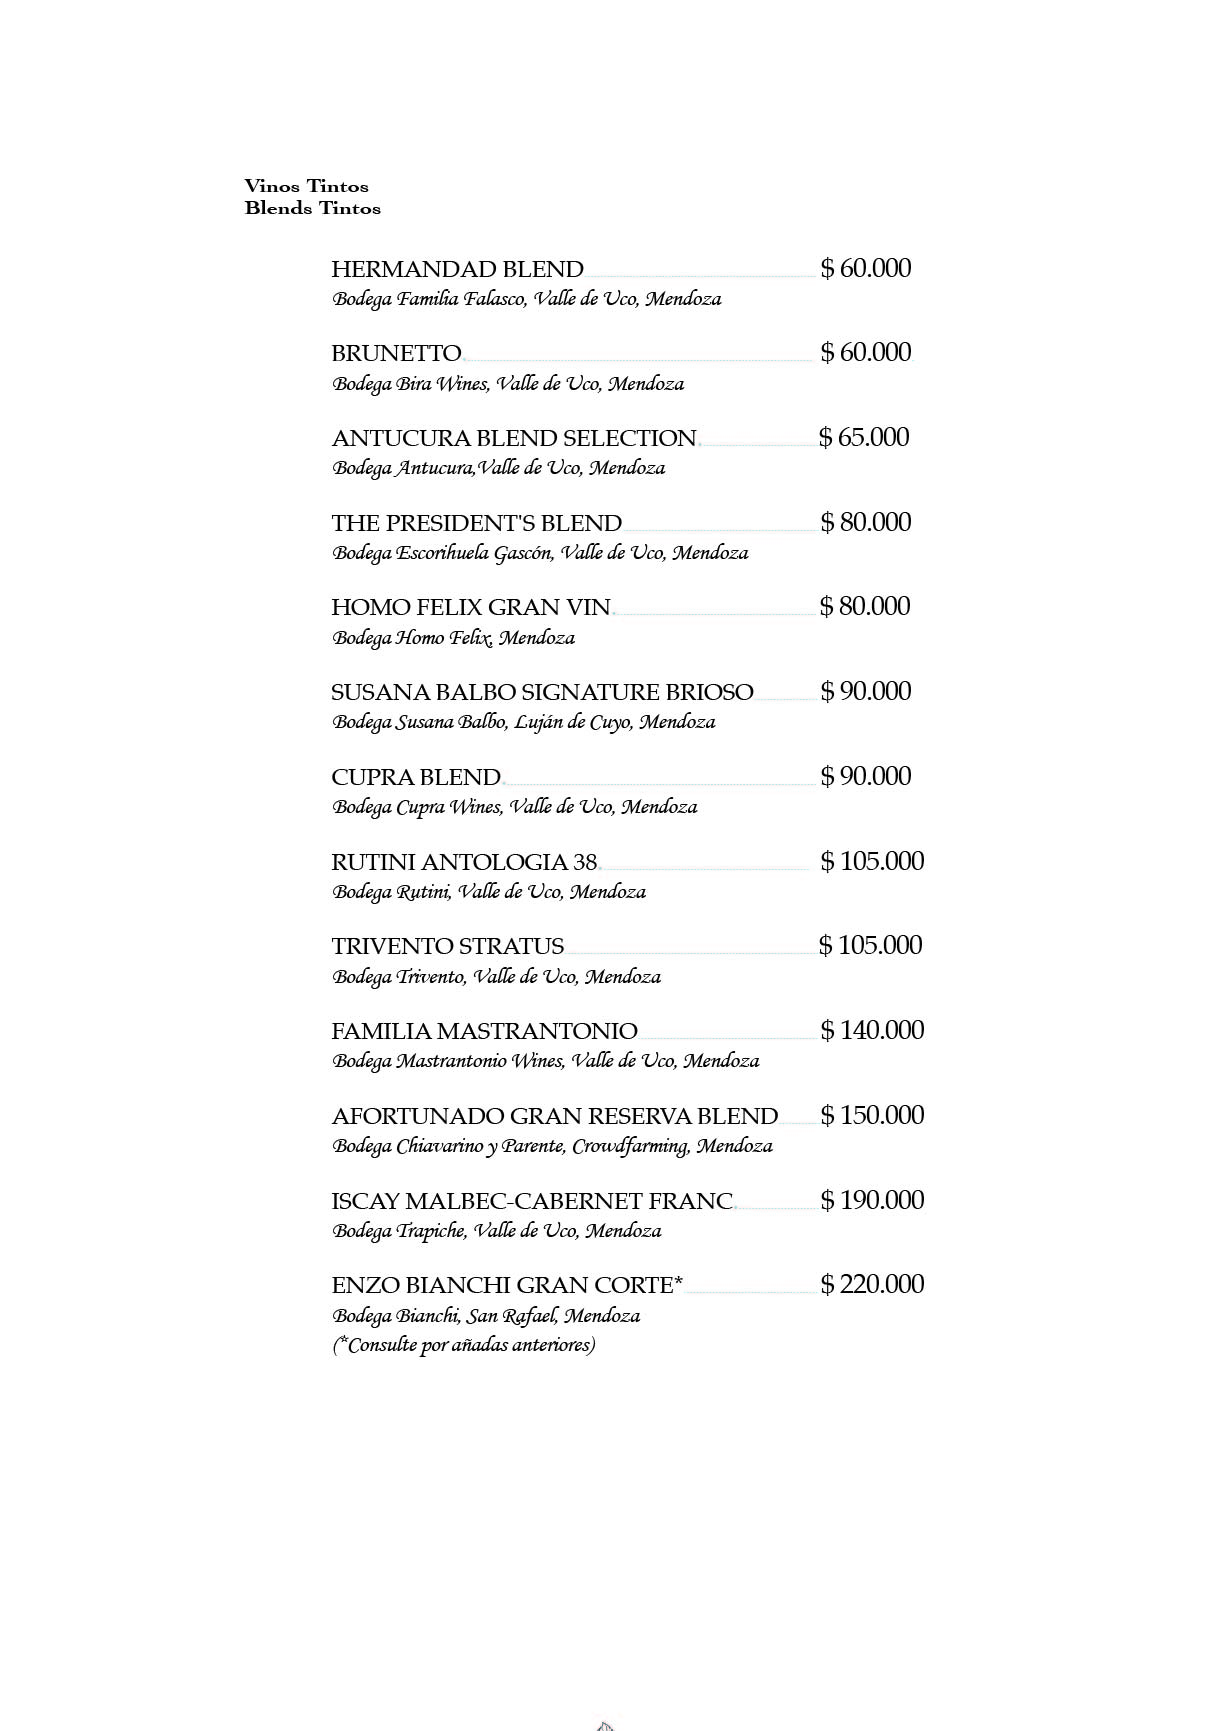 Vinos Tintos
Blends Tintos
HERMANDAD BLEND $ 60.000
Bodega Familia Falasco, Valle de Uco, Mendoza
BRUNETTO $ 60.000
Bodega Bira Wines, Valle de Uco, Mendoza
ANTUCURA BLEND SELECTION $ 65.000
Bodega Antucura,Valle de Uco, Mendoza
THE PRESIDENT'S BLEND $ 80.000
Bodega Escorihuela Gascón, Valle de Uco, Mendoza
HOMO FELIX GRAN VIN $ 80.000
Bodega Homo Felix, Mendoza
SUSANA BALBO SIGNATURE BRIOSO $ 90.000
Bodega Susana Balbo, Luján de Cuyo, Mendoza
CUPRA BLEND $ 90.000
Bodega Cupra Wines, Valle de Uco, Mendoza
RUTINI ANTOLOGIA 38 $ 105.000
Bodega Rutini, Valle de Uco, Mendoza
TRIVENTO STRATUS $ 105.000
Bodega Trivento, Valle de Uco, Mendoza
FAMILIA MASTRANTONIO $ 140.000
Bodega Mastrantonio Wines, Valle de Uco, Mendoza
AFORTUNADO GRAN RESERVA BLEND $ 150.000
Bodega Chiavarino y Parente, Crowdfarming, Mendoza
ISCAY MALBEC-CABERNET FRANC $ 190.000
Bodega Trapiche, Valle de Uco, Mendoza
ENZO BIANCHI GRAN CORTE* $ 220.000
Bodega Bianchi, San Rafael, Mendoza
(*Consulte por añadas anteriores)